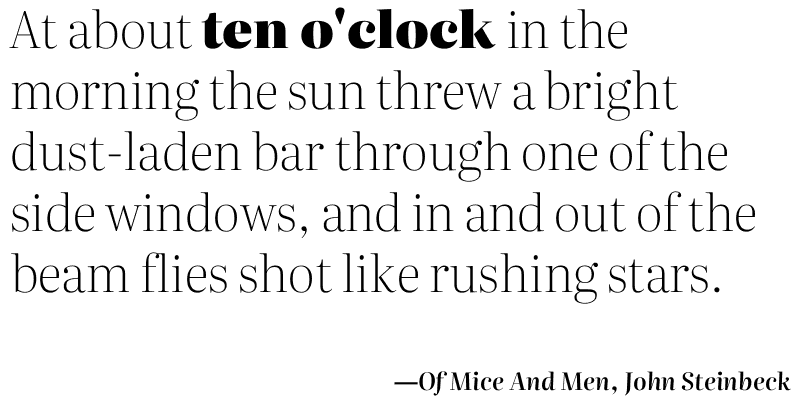 At about ten o'clock in the
morning the sun threw a bright
dust-laden bar through one of the
side windows, and in and out of the
beam flies shot like rushing stars.
—Of Mice And Men, John Steinbeck